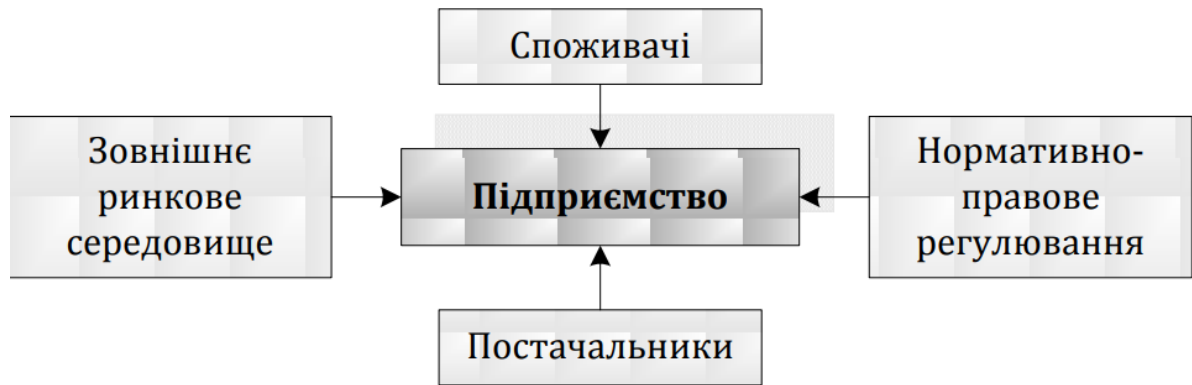 Споживачі
Зовнішнє
ринкове
середовище
Підприємство
Нормативно-
правове
регулювання
Постачальники